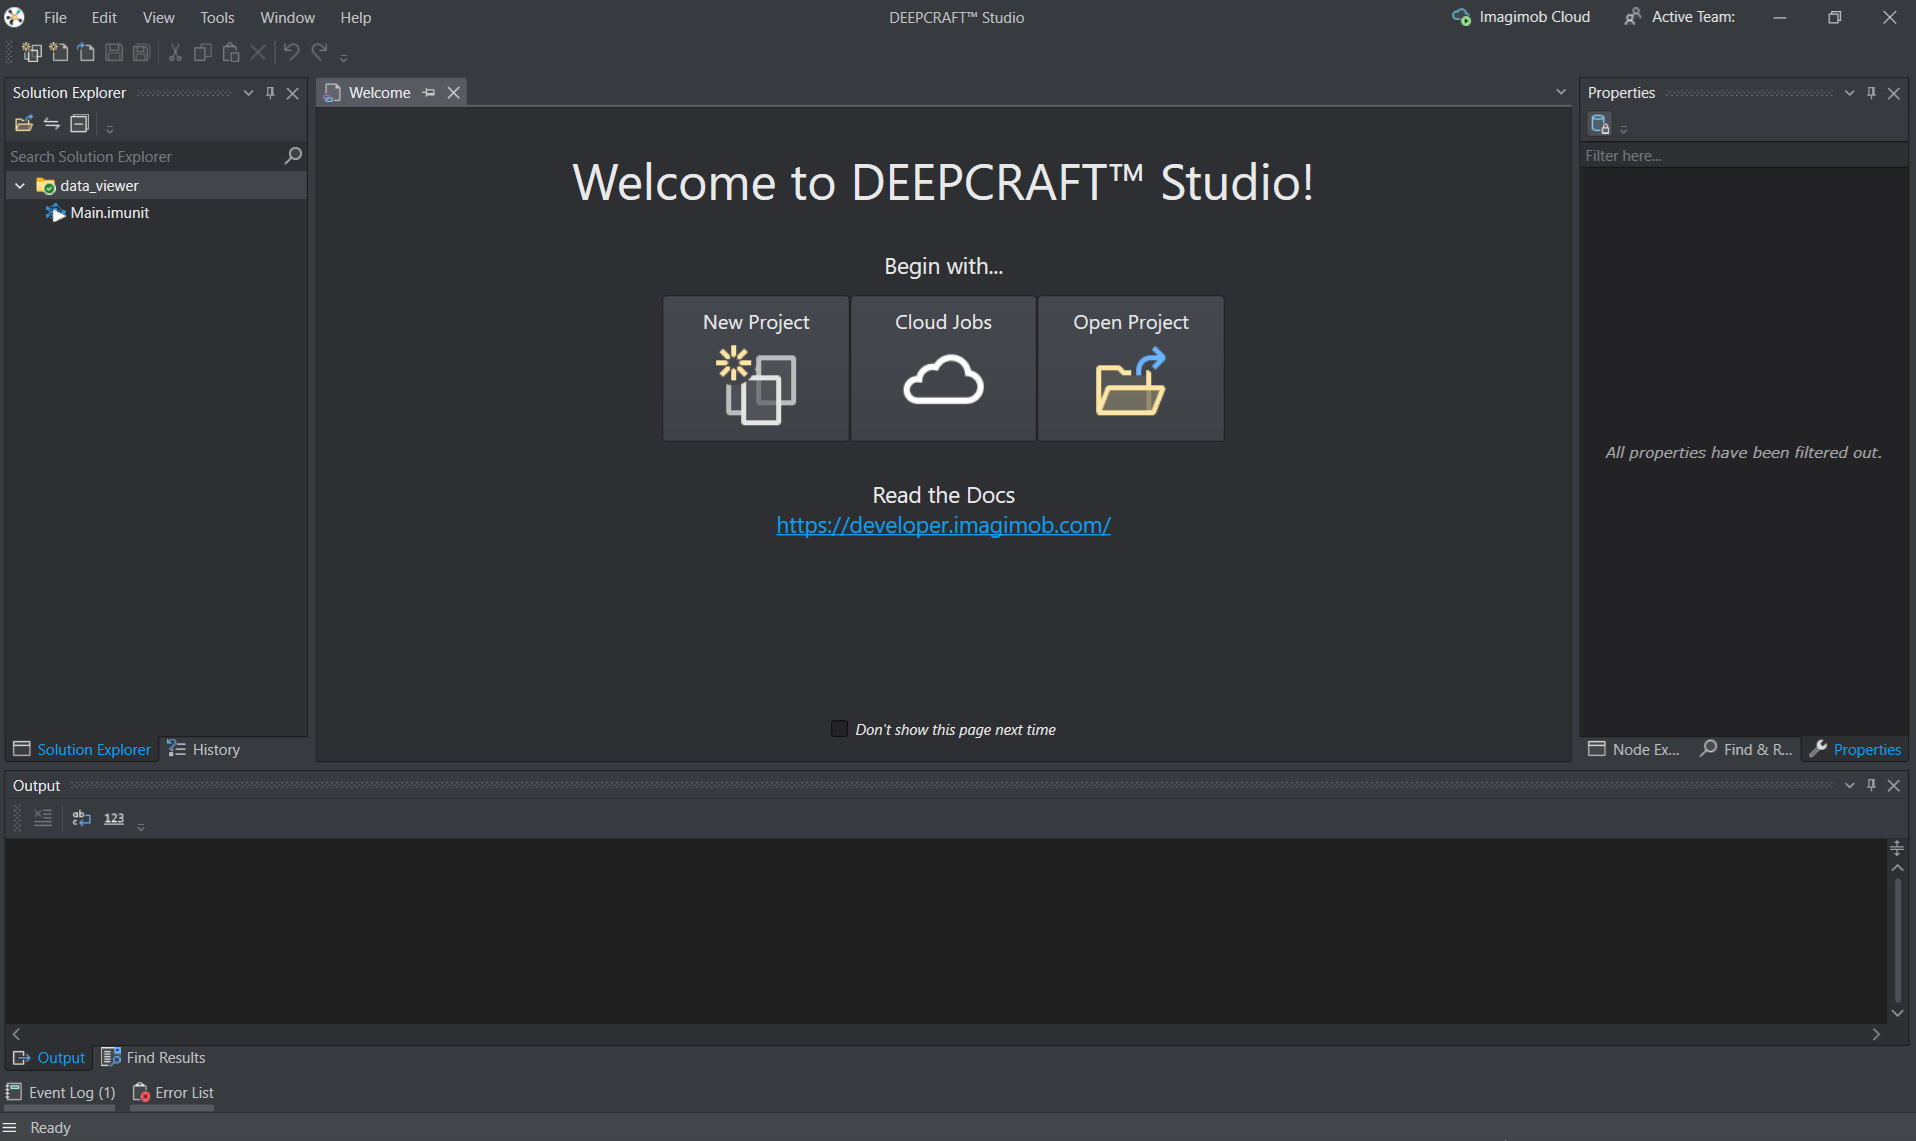 File Edit View Tools Window Help DEEPCRAFT™ Studio Imagimob Cloud Active Team:
Solution Explorer
Search Solution Explorer
data_viewer
Main.imunit
Solution Explorer History
Welcome
Welcome to DEEPCRAFT™ Studio!
Begin with...
New Project Cloud Jobs Open Project
Read the Docs
https://developer.imagimob.com/
Don't show this page next time
Properties
Filter here...
All properties have been filtered out.
Node Ex... Find & R... Properties
Output
ab 123
Output Find Results
Event Log (1) Error List
Ready